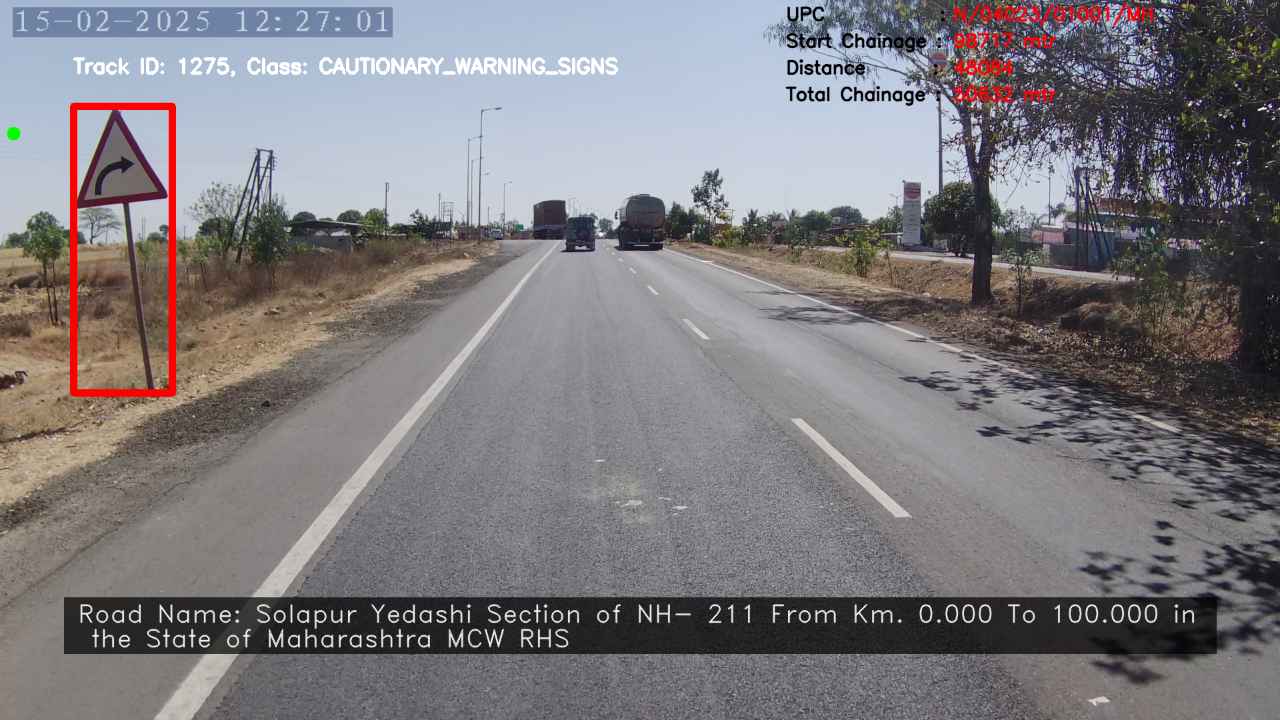 15-02-2025 12:27:01
UPC : N/04023/01001/MH
Start Chainage : 98717 mtr
Track ID: 1275, Class: CAUTIONARY_WARNING_SIGNS
Distance : 48084
Total Chainage : 50632 mtr
Road Name: Solapur Yedashi Section of NH- 211 From Km. 0.000 To 100.000 in
the State of Maharashtra MCW RHS